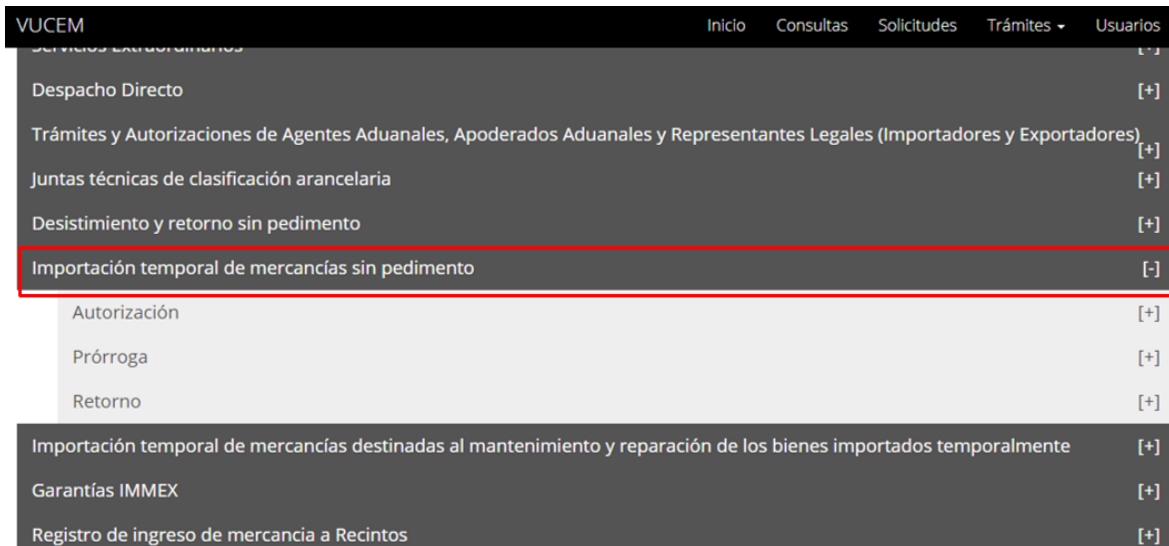 VUCEM Inicio Consultas Solicitudes Trámites Usuarios
Servicios Extraordinarios [+]
Despacho Directo [+]
Trámites y Autorizaciones de Agentes Aduanales, Apoderados Aduanales y Representantes Legales (Importadores y Exportadores) [+]
Juntas técnicas de clasificación arancelaria [+]
Desistimiento y retorno sin pedimento [+]
Importación temporal de mercancías sin pedimento [-]
Autorización [+]
Prórroga [+]
Retorno [+]
Importación temporal de mercancías destinadas al mantenimiento y reparación de los bienes importados temporalmente [+]
Garantías IMMEX [+]
Registro de ingreso de mercancia a Recintos [+]